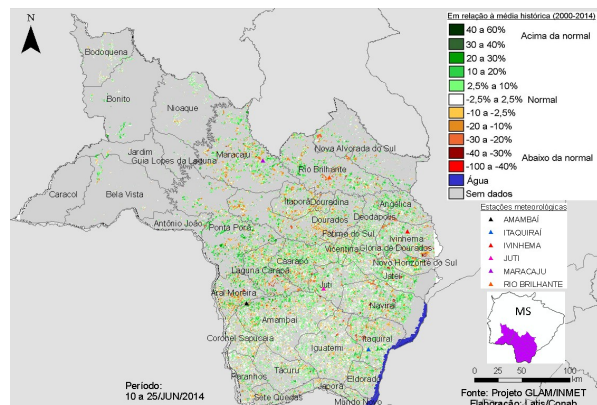 N
Em relação à média histórica (2000-2014)
40 a 60%
Acima da normal
30 a 40%
20 a 30%
10 a 20%
2,5% a 10%
-2,5% a 2,5%
Normal
-10 a -2,5%
-20 a -10%
-30 a -20%
-40 a -30%
Abaixo da normal
-100 a -40%
Água
Sem dados
Estações meteorológicas
AMAMBAÍ
ITAQUIRAÍ
IVINHEMA
JUTI
MARACAJU
RIO BRILHANTE
Bodoquena
Bonito
Nioaque
Jardim
Guia Lopes da Laguna
Maracaju
Nova Alvorada do Sul
Rio Brilhante
Caracol
Bela Vista
Antônio João
Ponta Porã
Itaporã
Douradina
Dourados
Deodápolis
Angélica
Fátima do Sul
Ivinhema
Vicentina
Glória de Dourados
Novo Horizonte do Sul
Caarapó
Laguna Carapã
Jateí
Aral Moreira
Juti
Naviraí
Amambaí
Coronel Sapucaia
Iguatemi
Itaquiraí
Tacuru
Paranhos
Eldorado
Japorã
Sete Quedas
Mundo No
MS
0
25
50
100
km
Período:
10 a 25/JUN/2014
Fonte: Projeto GLAM/INMET
Elaboração: Labis/Conab